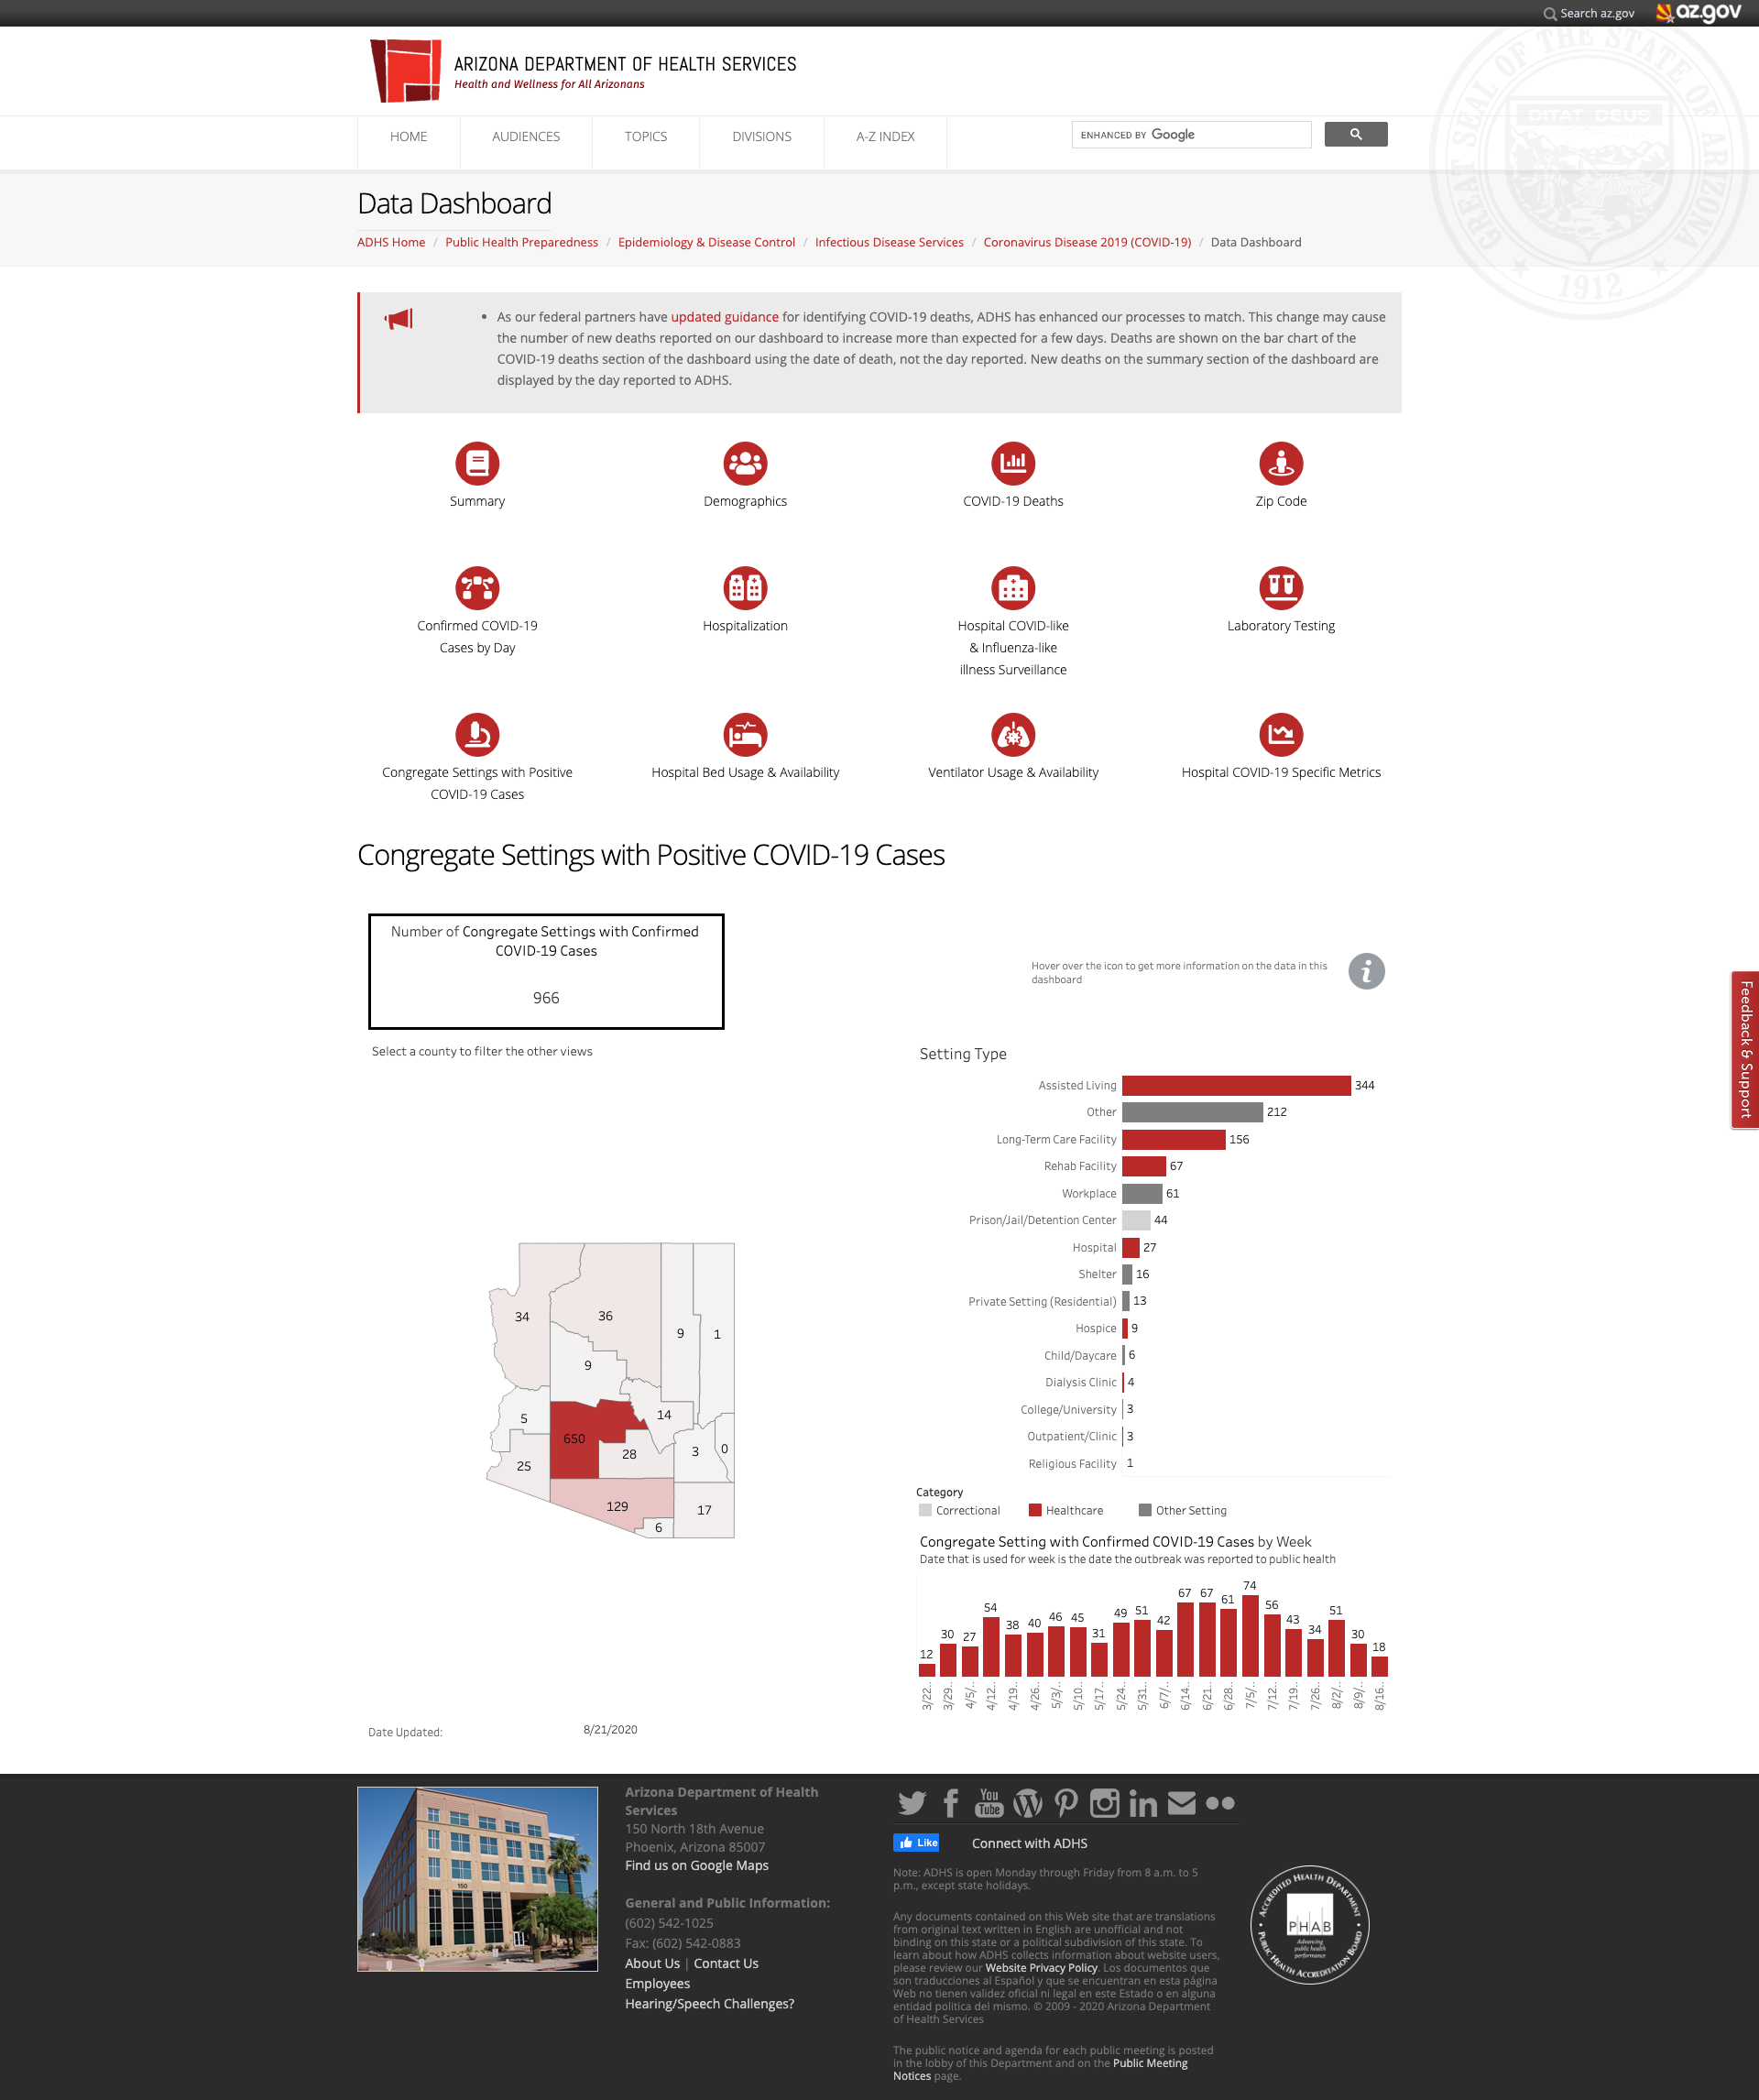 Search az.gov
az.gov
ARIZONA DEPARTMENT OF HEALTH SERVICES
Health and Wellness for All Arizonans
GREAT SEAL OF THE STATE OF ARIZONA
DITAT DEUS
1912
HOME AUDIENCES TOPICS DIVISIONS A-Z INDEX
ENHANCED BY Google
Data Dashboard
ADHS Home / Public Health Preparedness / Epidemiology & Disease Control / Infectious Disease Services / Coronavirus Disease 2019 (COVID-19) / Data Dashboard
• As our federal partners have updated guidance for identifying COVID-19 deaths, ADHS has enhanced our processes to match. This change may cause
the number of new deaths reported on our dashboard to increase more than expected for a few days. Deaths are shown on the bar chart of the
COVID-19 deaths section of the dashboard using the date of death, not the day reported. New deaths on the summary section of the dashboard are
displayed by the day reported to ADHS.
Summary
Demographics
COVID-19 Deaths
Zip Code
Confirmed COVID-19
Cases by Day
Hospitalization
Hospital COVID-like
& Influenza-like
illness Surveillance
Laboratory Testing
Congregate Settings with Positive
COVID-19 Cases
Hospital Bed Usage & Availability
Ventilator Usage & Availability
Hospital COVID-19 Specific Metrics
Congregate Settings with Positive COVID-19 Cases
Number of Congregate Settings with Confirmed
COVID-19 Cases
966
Select a county to filter the other views
Hover over the icon to get more information on the data in this
dashboard
i
Feedback & Support
34
36
9
1
9
5
14
650
28
3
0
25
129
17
6
Setting Type
Assisted Living 344
Other 212
Long-Term Care Facility 156
Rehab Facility 67
Workplace 61
Prison/Jail/Detention Center 44
Hospital 27
Shelter 16
Private Setting (Residential) 13
Hospice 9
Child/Daycare 6
Dialysis Clinic 4
College/University 3
Outpatient/Clinic 3
Religious Facility 1
Category
Correctional Healthcare Other Setting
Congregate Setting with Confirmed COVID-19 Cases by Week
Date that is used for week is the date the outbreak was reported to public health
12 30 27 54 38 40 46 45 31 49 51 42 67 67 61 74 56 43 34 51 30 18
3/22.. 3/29.. 4/5/.. 4/12.. 4/19.. 4/26.. 5/3/.. 5/10.. 5/17.. 5/24.. 5/31.. 6/7/.. 6/14.. 6/21.. 6/28.. 7/5/.. 7/12.. 7/19.. 7/26.. 8/2/.. 8/9/.. 8/16..
Date Updated: 8/21/2020
150
Arizona Department of Health
Services
150 North 18th Avenue
Phoenix, Arizona 85007
Find us on Google Maps
General and Public Information:
(602) 542-1025
Fax: (602) 542-0883
About Us | Contact Us
Employees
Hearing/Speech Challenges?
You
Tube
in
Like
Connect with ADHS
Note: ADHS is open Monday through Friday from 8 a.m. to 5
p.m., except state holidays.
Any documents contained on this Web site that are translations
from original text written in English are unofficial and not
binding on this state or a political subdivision of this state. To
learn about how ADHS collects information about website users,
please review our Website Privacy Policy. Los documentos que
son traducciones al Español y que se encuentran en esta página
Web no tienen validez oficial ni legal en este Estado o en alguna
entidad politica del mismo. © 2009 - 2020 Arizona Department
of Health Services
The public notice and agenda for each public meeting is posted
in the lobby of this Department and on the Public Meeting
Notices page.
ACCREDITED HEALTH DEPARTMENT
PHAB
Advancing
public health
performance
PUBLIC HEALTH ACCREDITATION BOARD